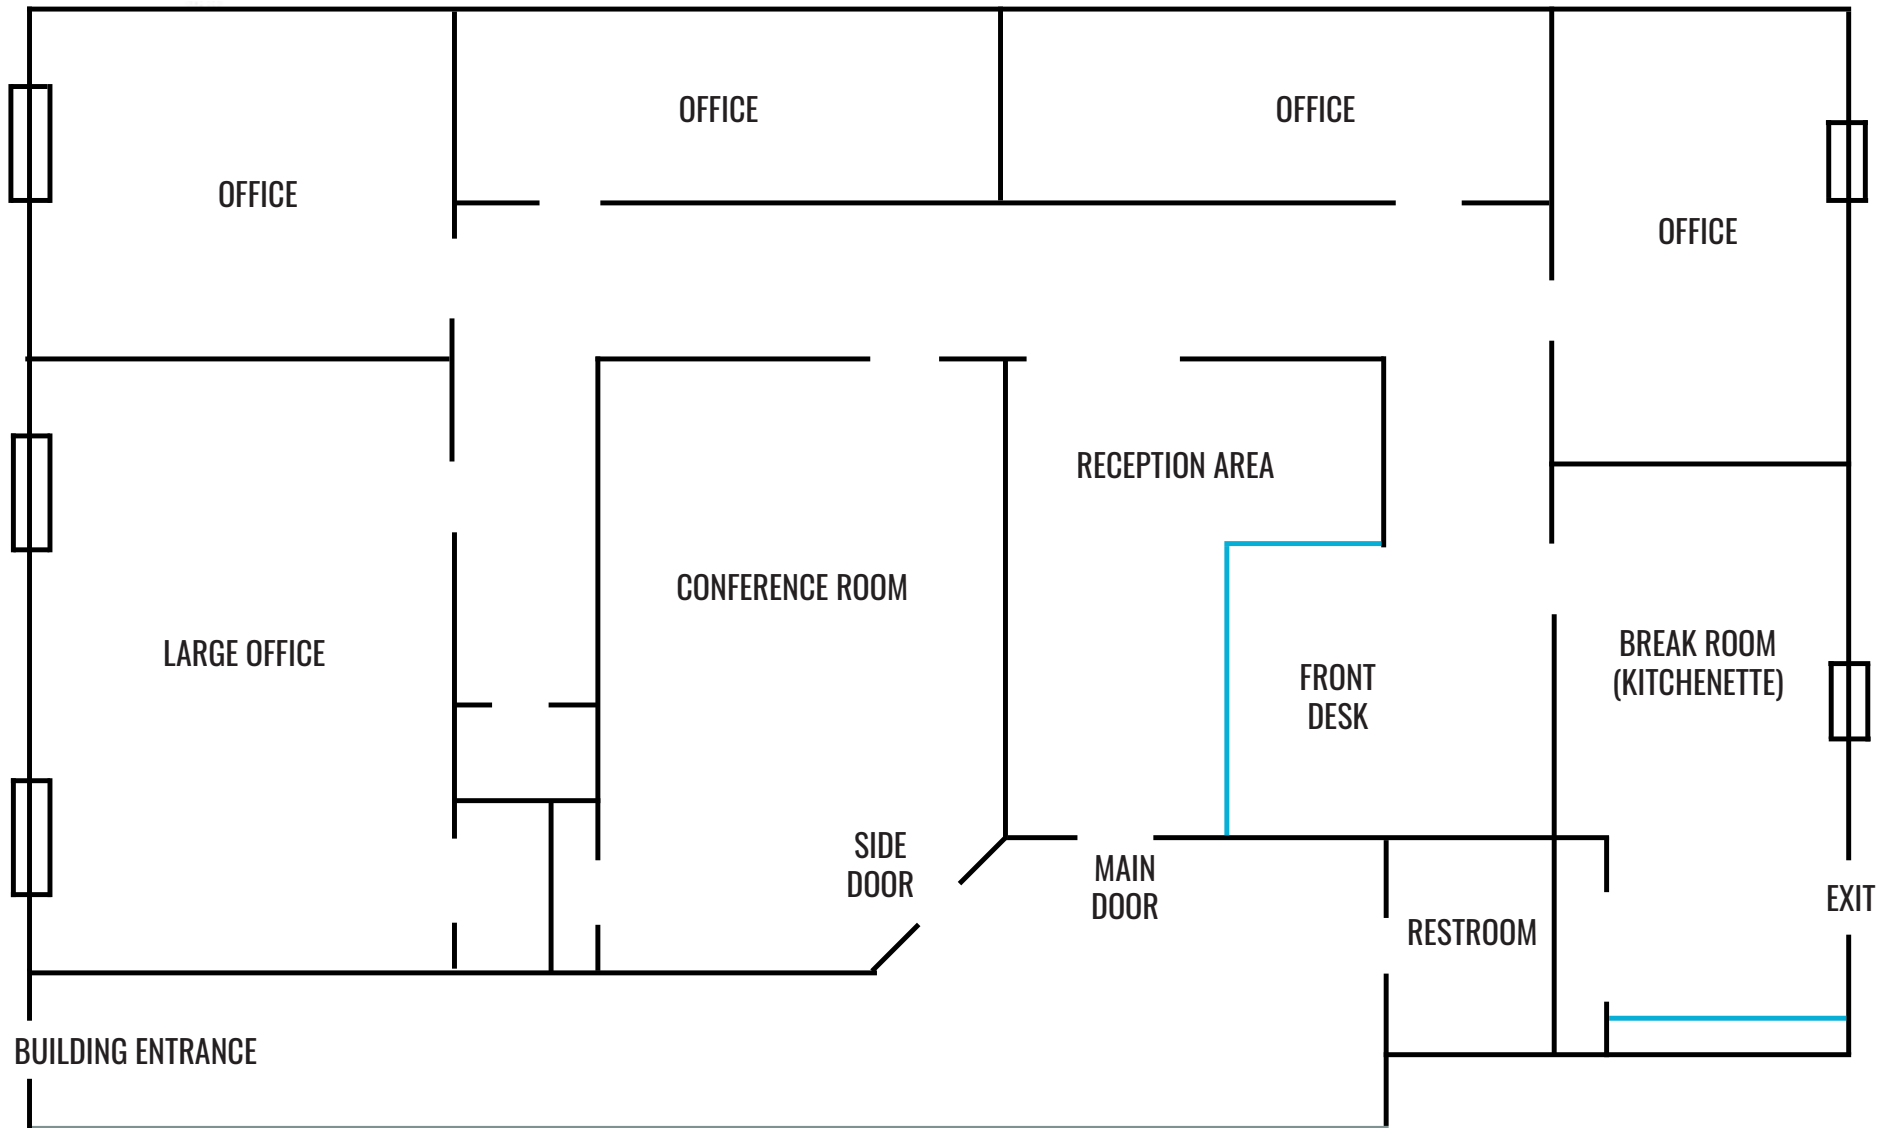 OFFICE
OFFICE
OFFICE
OFFICE
RECEPTION AREA
CONFERENCE ROOM
LARGE OFFICE
BREAK ROOM
(KITCHENETTE)
FRONT
DESK
SIDE
DOOR
MAIN
DOOR
EXIT
RESTROOM
BUILDING ENTRANCE